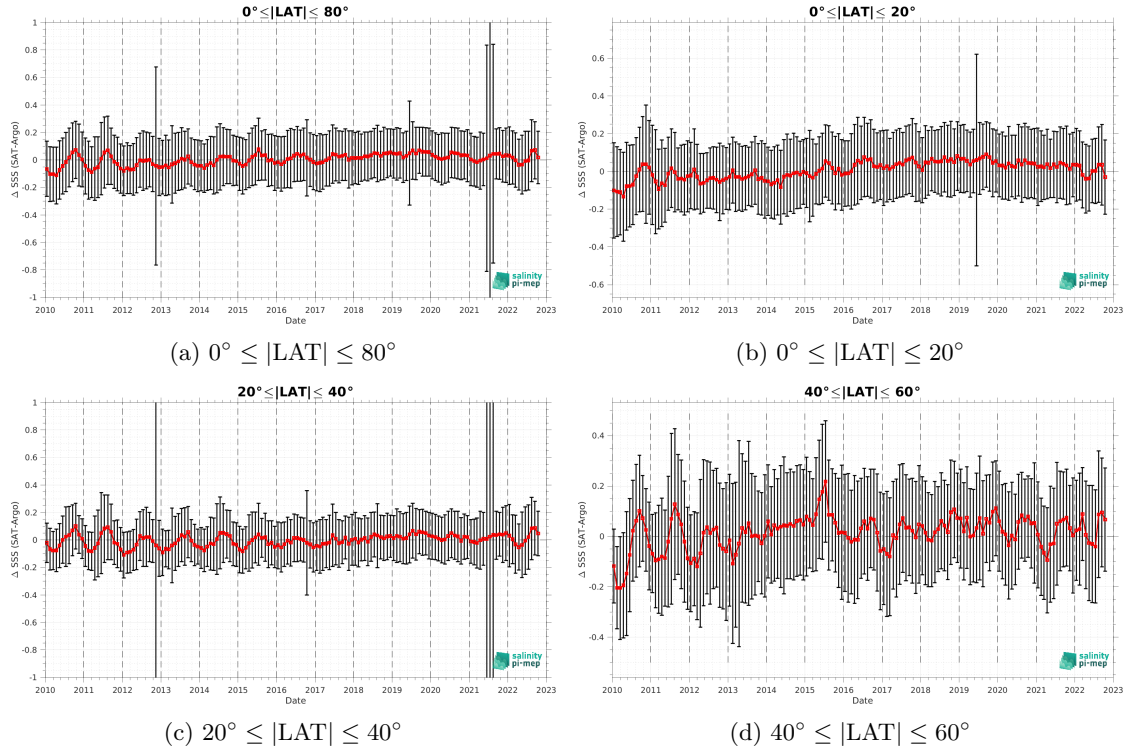 0°≤|LAT|≤ 80°
Δ SSS (SAT-Argo)
1
0.8
0.6
0.4
0.2
0
-0.2
-0.4
-0.6
-0.8
-1
2010 2011 2012 2013 2014 2015 2016 2017 2018 2019 2020 2021 2022 2023
Date
salinity
pi-mep
(a) 0° ≤ |LAT| ≤ 80°
0°≤|LAT|≤ 20°
Δ SSS (SAT-Argo)
0.6
0.4
0.2
0
-0.2
-0.4
-0.6
2010 2011 2012 2013 2014 2015 2016 2017 2018 2019 2020 2021 2022 2023
Date
salinity
pi-mep
(b) 0° ≤ |LAT| ≤ 20°
20°≤|LAT|≤ 40°
Δ SSS (SAT-Argo)
1
0.8
0.6
0.4
0.2
0
-0.2
-0.4
-0.6
-0.8
-1
2010 2011 2012 2013 2014 2015 2016 2017 2018 2019 2020 2021 2022 2023
Date
salinity
pi-mep
(c) 20° ≤ |LAT| ≤ 40°
40°≤|LAT|≤ 60°
Δ SSS (SAT-Argo)
0.4
0.2
0
-0.2
-0.4
2010 2011 2012 2013 2014 2015 2016 2017 2018 2019 2020 2021 2022 2023
Date
salinity
pi-mep
(d) 40° ≤ |LAT| ≤ 60°